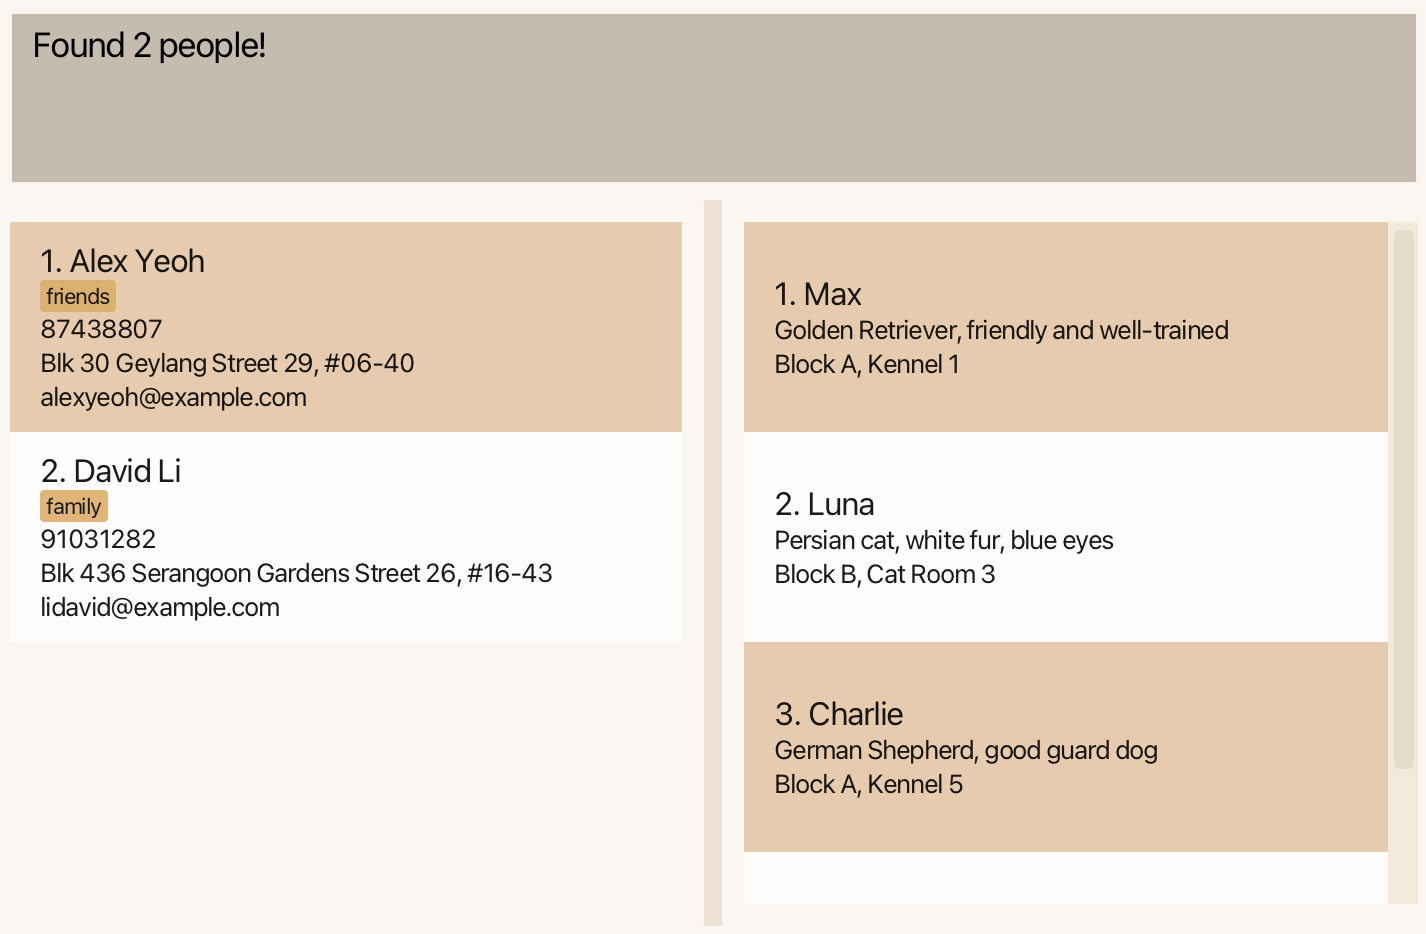 Found 2 people!
1. Alex Yeoh
friends
87438807
Blk 30 Geylang Street 29, #06-40
alexyeoh@example.com
2. David Li
family
91031282
Blk 436 Serangoon Gardens Street 26, #16-43
lidavid@example.com
1. Max
Golden Retriever, friendly and well-trained
Block A, Kennel 1
2. Luna
Persian cat, white fur, blue eyes
Block B, Cat Room 3
3. Charlie
German Shepherd, good guard dog
Block A, Kennel 5